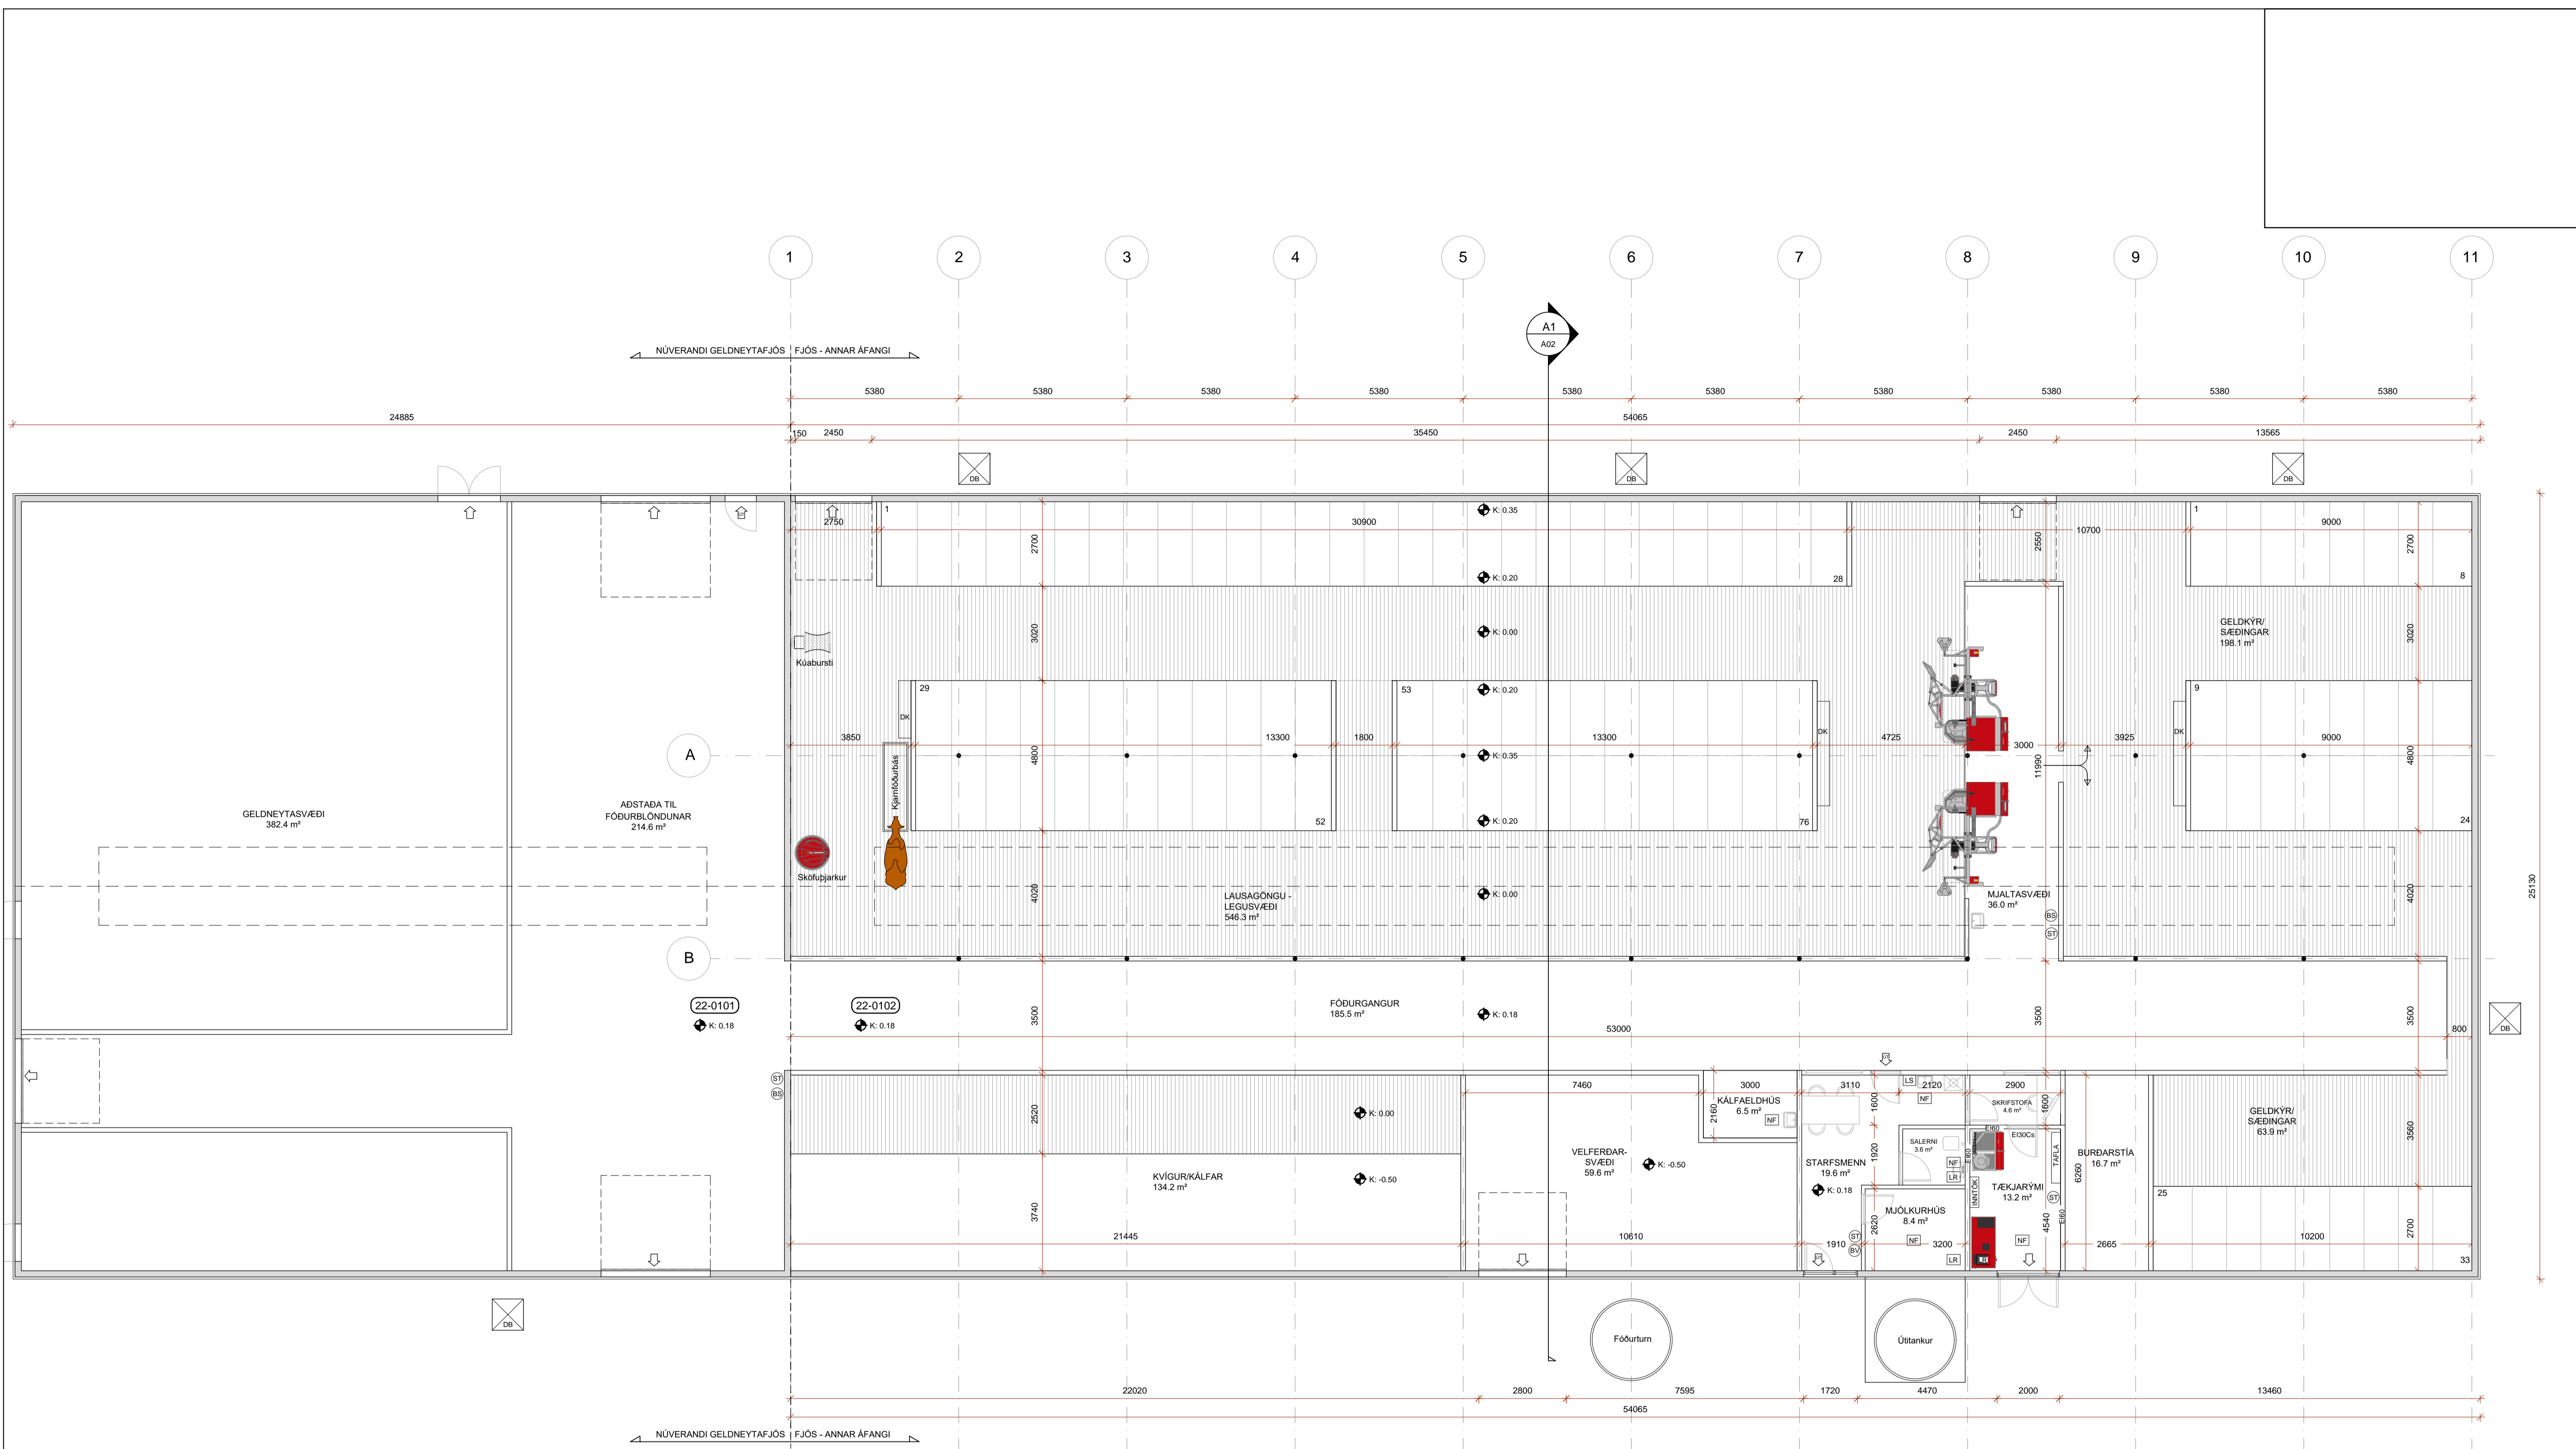 1 2 3 4 5 6 7 8 9 10 11
A1
A02
NÚVERANDI GELDNEYTAFJÓS FJÓS - ANNAR ÁFANGI
5380 5380 5380 5380 5380 5380 5380 5380 5380 5380
24885 54065
150 2450 35450 2450 13565
DB DB DB
ÚT
1 K: 0.35 1
2750 30900 10700 9000
2700 2550 2700
K: 0.20 28 8
3020 K: 0.00 3020
GELDKÝR/
SÆÐINGAR
198.1 m²
Kúabursti
29 53 K: 0.20 9
DK DK DK
3850 13300 1800 13300 4725 3000 3925 9000
A
4800 K: 0.35 11990 4800
Kjarnfóðurbás
AÐSTAÐA TIL
FÓÐURBLÖNDUNAR
214.6 m²
GELDNEYTASVÆÐI
382.4 m²
52 K: 0.20 76 24
Sköfuþjarkur
4020 K: 0.00 4020
LAUSAGÖNGU -
LEGUSVÆÐI
546.3 m²
MJALTASVÆÐI
36.0 m²
BS
ST
25130
B
22-0101 22-0102
K: 0.18 K: 0.18
FÓÐURGANGUR
185.5 m²
K: 0.18
3500 3500 3500
53000 800
DB
ÚT
ST
BS
7460 3000 3110 2120 2900
LS
NF
KÁLFAELDHÚS
6.5 m²
NF
2160 1600 1600
SKRIFSTOFA
4.6 m²
2520 K: 0.00
GELDKÝR/
SÆÐINGAR
63.9 m²
3560
EI60
EI30Cs
SALERNI
3.6 m²
1920
NF
LR
EI60
TAFLA
BURÐARSTÍA
16.7 m²
VELFERÐAR-
SVÆÐI
59.6 m²
K: -0.50
STARFSMENN
19.6 m²
K: 0.18
KVÍGUR/KÁLFAR
134.2 m²
K: -0.50
6260
INNTÖK
TÆKJARÝMI
13.2 m²
ST
25
MJÓLKURHÚS
8.4 m²
EI60
3740 2620 4540 2700
21445 10610 1910 3200 2665 10200
ST
BV
NF NF
ÚT
LR LR
33
DB
Fóðurturn
Útitankur
22020 2800 7595 1720 4470 2000 13460
54065
NÚVERANDI GELDNEYTAFJÓS FJÓS - ANNAR ÁFANGI